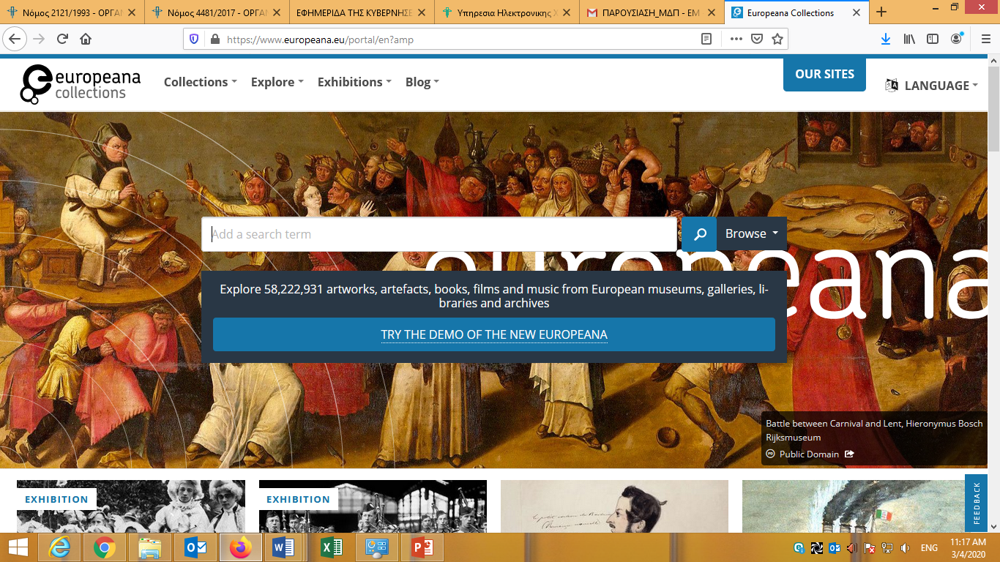 Νόμος 2121/1993 - ΟΡΓΑΝ
Νόμος 4481/2017 - ΟΡΓΑΝ
ΕΦΗΜΕΡΙΔΑ ΤΗΣ ΚΥΒΕΡΝΗΣΕ
Υπηρεσια Ηλεκτρονικης Χ
ΠΑΡΟΥΣΙΑΣΗ_ΜΔΠ - EM
Europeana Collections
https://www.europeana.eu/portal/en?amp
europeana
collections
Collections
Explore
Exhibitions
Blog
OUR SITES
LANGUAGE
Add a search term
Browse
europeana
Explore 58,222,931 artworks, artefacts, books, films and music from European museums, galleries, li-
braries and archives
TRY THE DEMO OF THE NEW EUROPEANA
Battle between Carnival and Lent, Hieronymus Bosch
Rijksmuseum
Public Domain
EXHIBITION
EXHIBITION
FEEDBACK
ENG
11:17 AM
3/4/2020